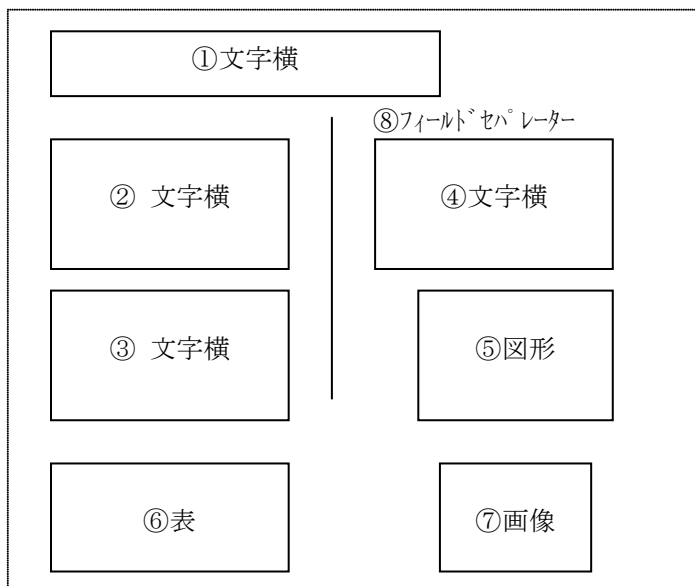 ①文字横
⑧フィールドセパレーター
② 文字横
④文字横
③ 文字横
⑤図形
⑥表
⑦画像